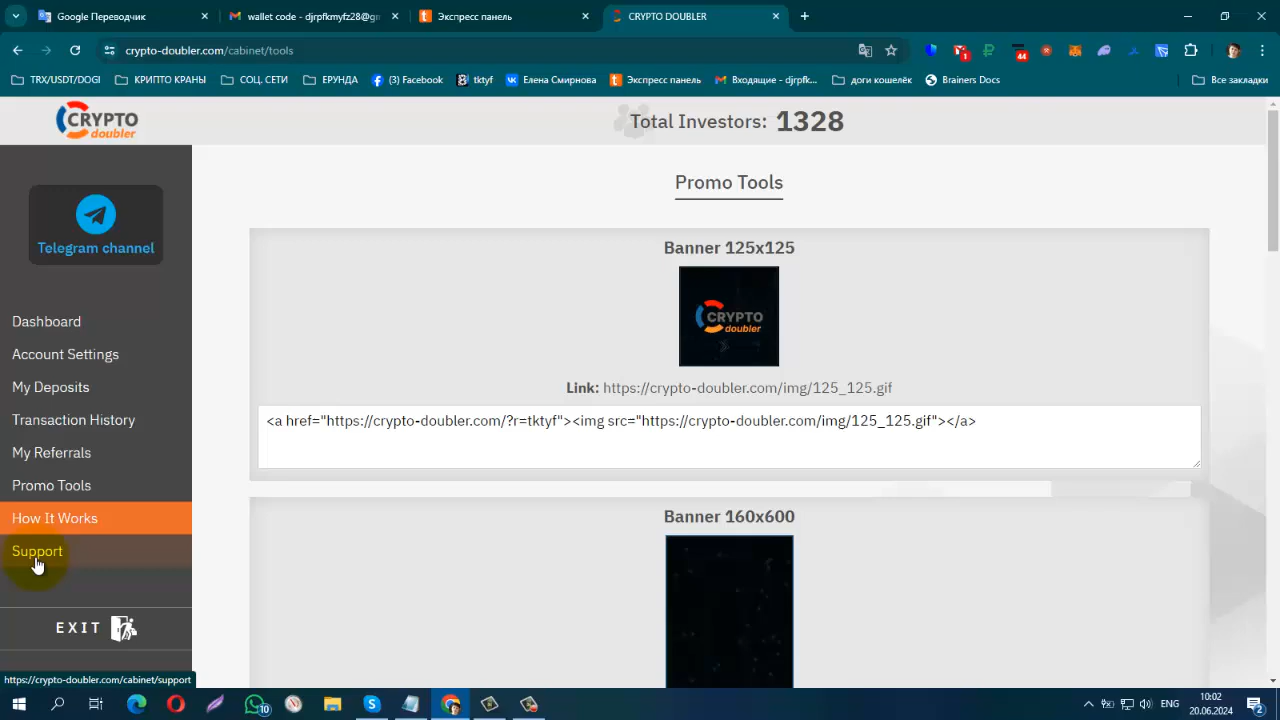 Google Переводчик
wallet code - djrpfkmyfz28@gm
Экспресс панель
CRYPTO DOUBLER
crypto-doubler.com/cabinet/tools
1
44
TRX/USDT/DOGI
КРИПТО КРАНЫ
СОЦ. СЕТИ
ЕРУНДА
(3) Facebook
tktyf
Елена Смирнова
Экспресс панель
Входящие - djrpfk...
доги кошелёк
Brainers Docs
Все закладки
CRYPTO
doubler
Total Investors: 1328
Telegram channel
Dashboard
Account Settings
My Deposits
Transaction History
My Referrals
Promo Tools
How It Works
Support
EXIT
Promo Tools
Banner 125x125
CRYPTO
doubler
Link: https://crypto-doubler.com/img/125_125.gif
<a href="https://crypto-doubler.com/?r=tktyf"><img src="https://crypto-doubler.com/img/125_125.gif"></a>
Banner 160x600
https://crypto-doubler.com/cabinet/support
10
ENG
10:02
20.06.2024
2